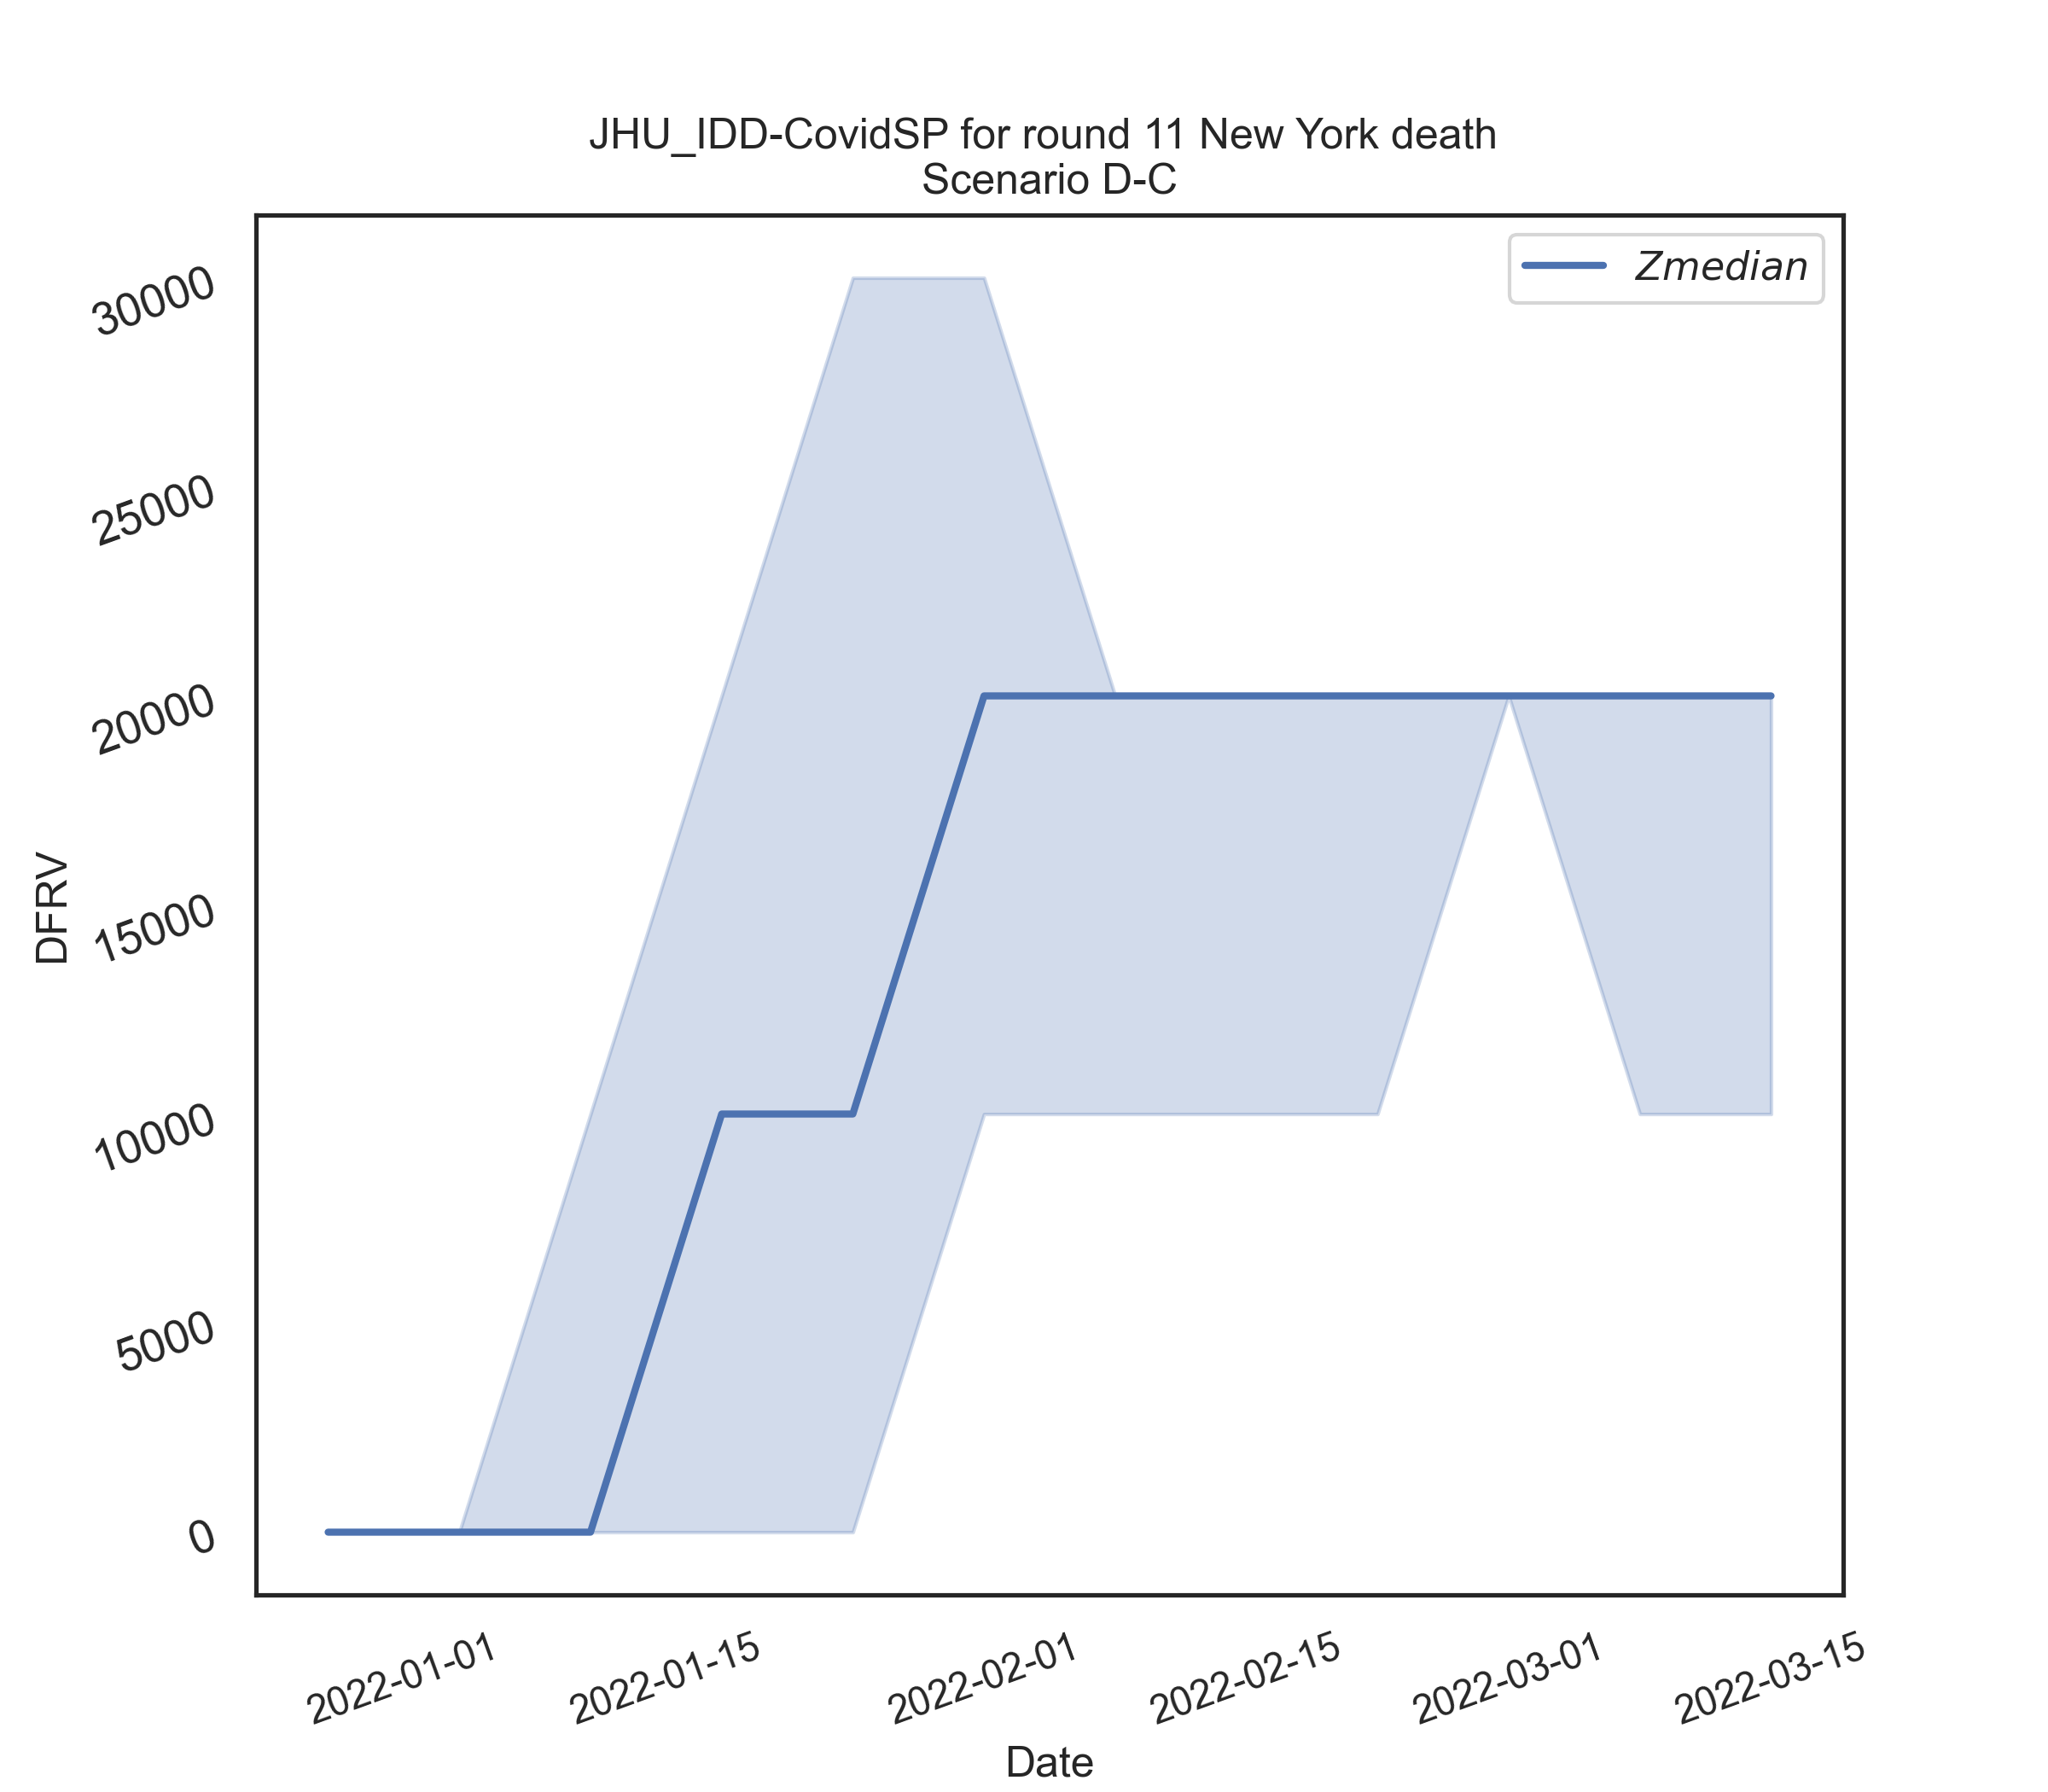 JHU_IDD-CovidSP for round 11 New York death
Scenario D-C
Zmedian
30000
25000
20000
15000
10000
5000
0
DFRV
2022-01-01
2022-01-15
2022-02-01
2022-02-15
2022-03-01
2022-03-15
Date